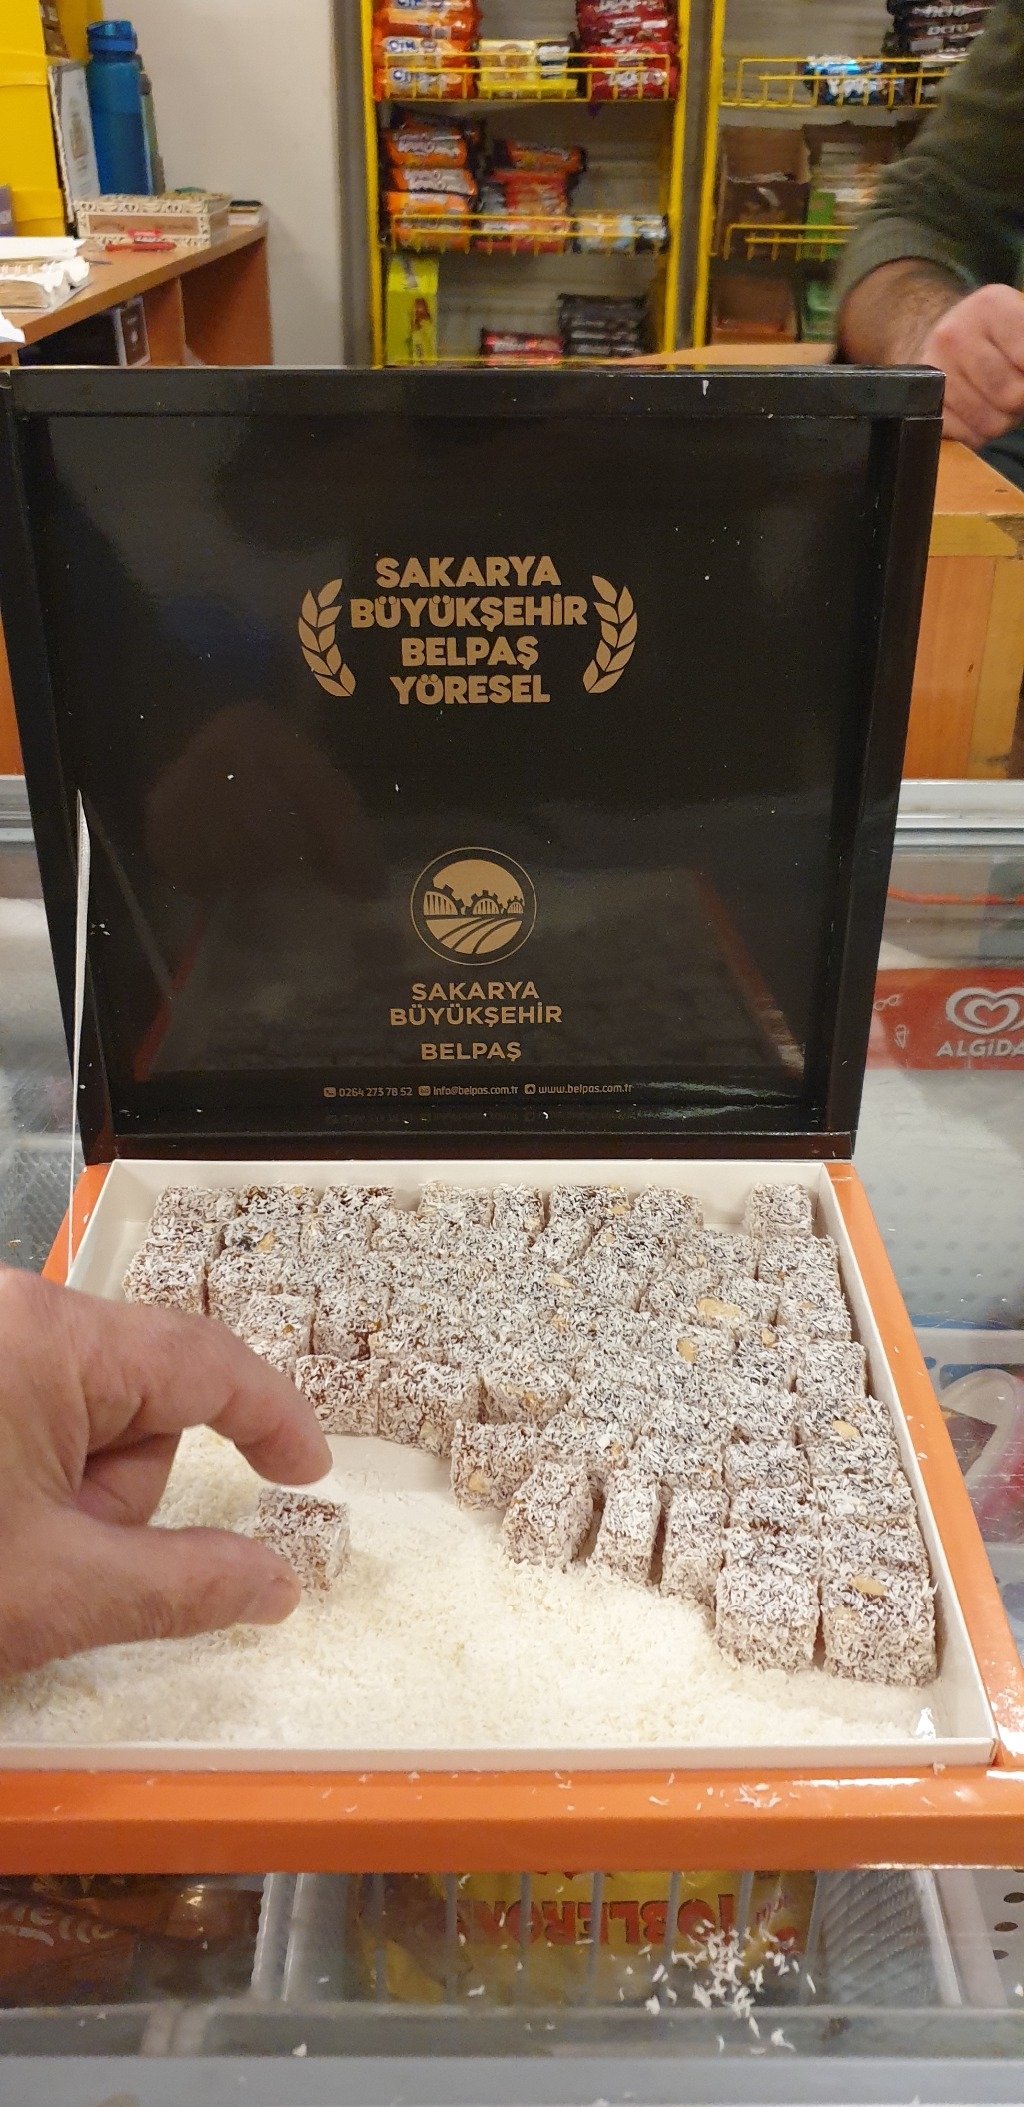 SAKARYA
BÜYÜKŞEHİR
BELPAŞ
YÖRESEL
SAKARYA
BÜYÜKŞEHİR
BELPAŞ
0264 273 78 52 info@belpas.com.tr www.belpas.com.tr
ALGIDA
TOBLERON